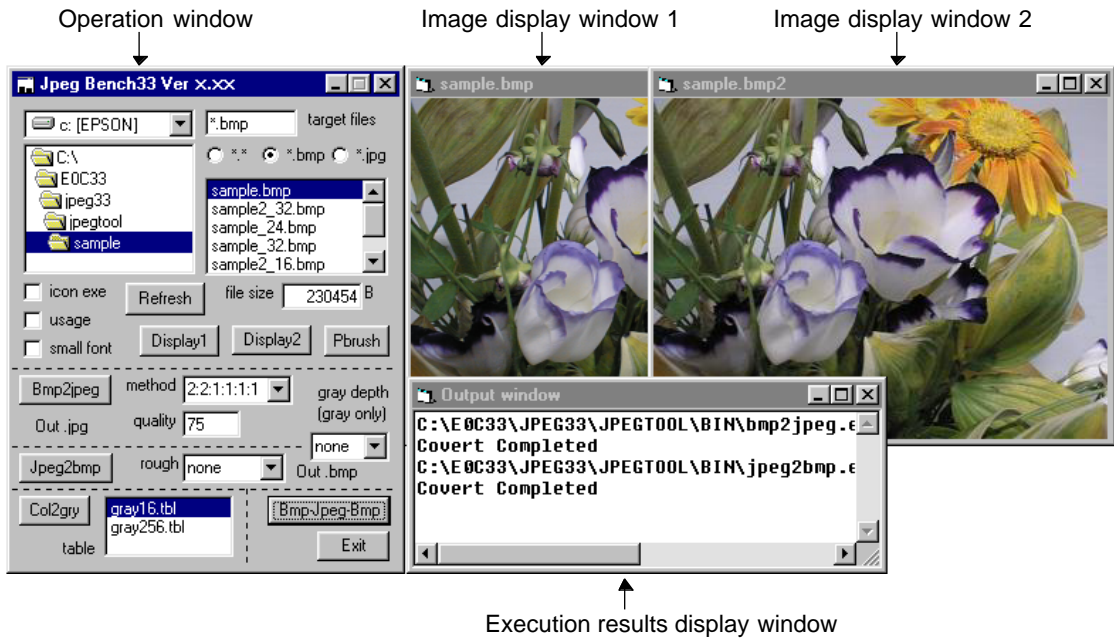 Operation window
Image display window 1
Image display window 2
Jpeg Bench33 Ver x.xx
c: [EPSON]
*.bmp
target files
*.*
*.bmp
*.jpg
C:\
E0C33
jpeg33
jpegtool
sample
sample.bmp
sample2_32.bmp
sample_24.bmp
sample_32.bmp
sample2_16.bmp
icon exe
usage
small font
Refresh
file size
230454
B
Display1
Display2
Pbrush
Bmp2jpeg
method
2:2:1:1:1:1
gray depth
(gray only)
Out .jpg
quality
75
none
Jpeg2bmp
rough
none
Out .bmp
Col2gry
gray16.tbl
gray256.tbl
table
Bmp-Jpeg-Bmp
Exit
sample.bmp
sample.bmp2
Output window
C:\E0C33\JPEG33\JPEGTOOL\BIN\bmp2jpeg.e
Covert Completed
C:\E0C33\JPEG33\JPEGTOOL\BIN\jpeg2bmp.e
Covert Completed
Execution results display window